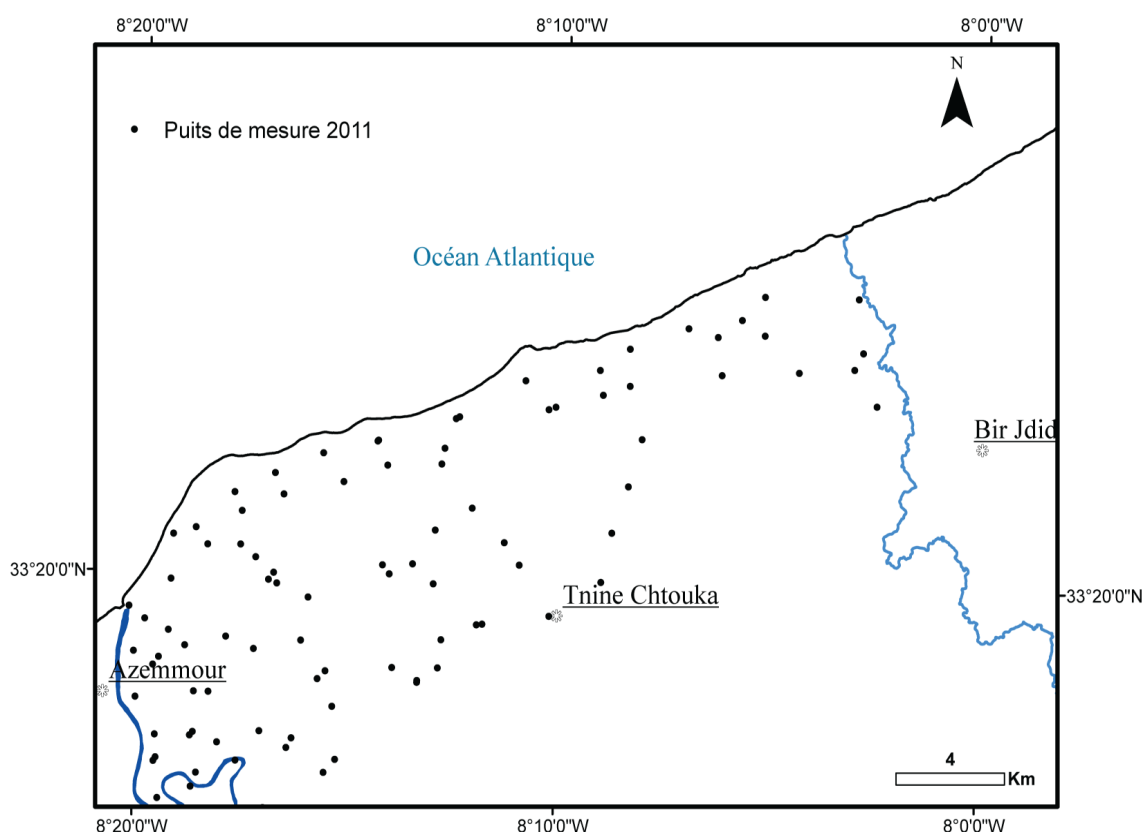 8°20'0"W
8°10'0"W
8°0'0"W
N
Puits de mesure 2011
Océan Atlantique
Bir Jdid
33°20'0"N
Tnine Chtouka
33°20'0"N
Azemmour
4
Km
8°20'0"W
8°10'0"W
8°0'0"W